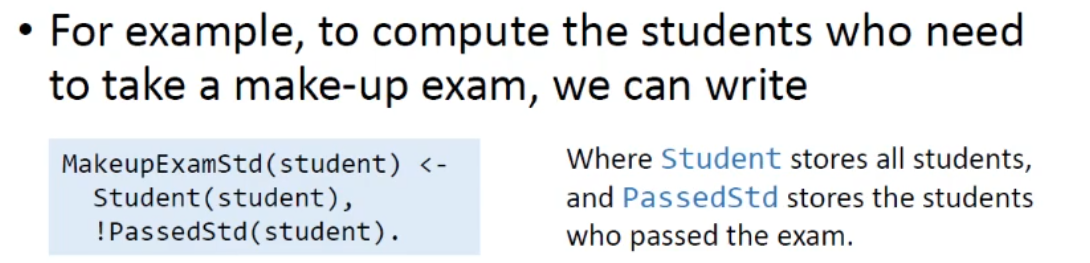 • For example, to compute the students who need
to take a make-up exam, we can write
MakeupExamStd(student) <-
Student(student),
!PassedStd(student).
Where Student stores all students,
and PassedStd stores the students
who passed the exam.